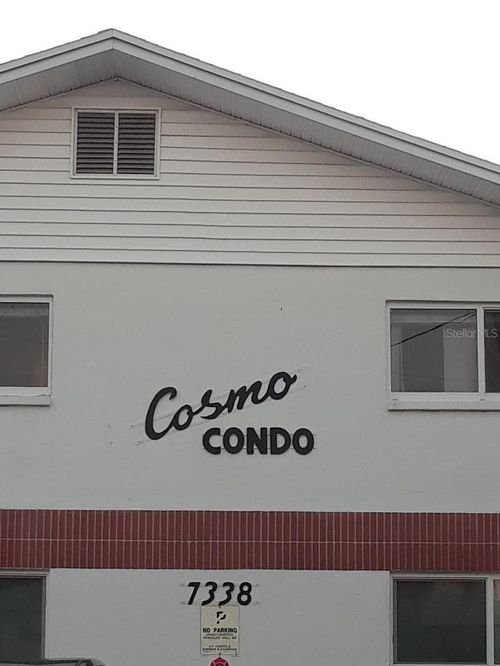 StellarMLS
Cosmo
CONDO
7338
P
NO PARKING